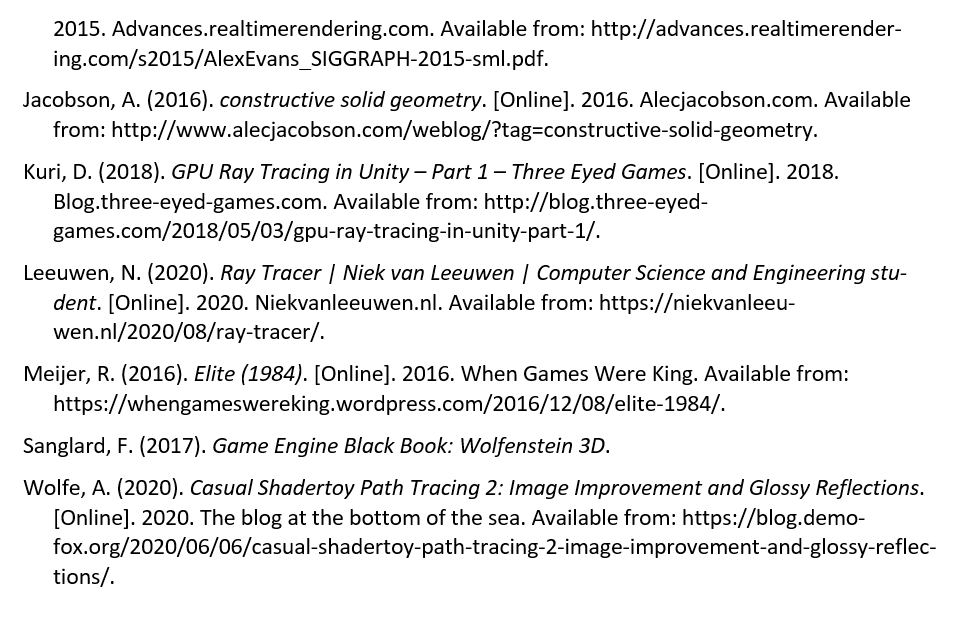 2015. Advances.realtimerendering.com. Available from: http://advances.realtimerender-
ing.com/s2015/AlexEvans_SIGGRAPH-2015-sml.pdf.
Jacobson, A. (2016). constructive solid geometry. [Online]. 2016. Alecjacobson.com. Available
from: http://www.alecjacobson.com/weblog/?tag=constructive-solid-geometry.
Kuri, D. (2018). GPU Ray Tracing in Unity – Part 1 – Three Eyed Games. [Online]. 2018.
Blog.three-eyed-games.com. Available from: http://blog.three-eyed-
games.com/2018/05/03/gpu-ray-tracing-in-unity-part-1/.
Leeuwen, N. (2020). Ray Tracer | Niek van Leeuwen | Computer Science and Engineering stu-
dent. [Online]. 2020. Niekvanleeuwen.nl. Available from: https://niekvanleeu-
wen.nl/2020/08/ray-tracer/.
Meijer, R. (2016). Elite (1984). [Online]. 2016. When Games Were King. Available from:
https://whengameswereking.wordpress.com/2016/12/08/elite-1984/.
Sanglard, F. (2017). Game Engine Black Book: Wolfenstein 3D.
Wolfe, A. (2020). Casual Shadertoy Path Tracing 2: Image Improvement and Glossy Reflections.
[Online]. 2020. The blog at the bottom of the sea. Available from: https://blog.demo-
fox.org/2020/06/06/casual-shadertoy-path-tracing-2-image-improvement-and-glossy-reflec-
tions/.